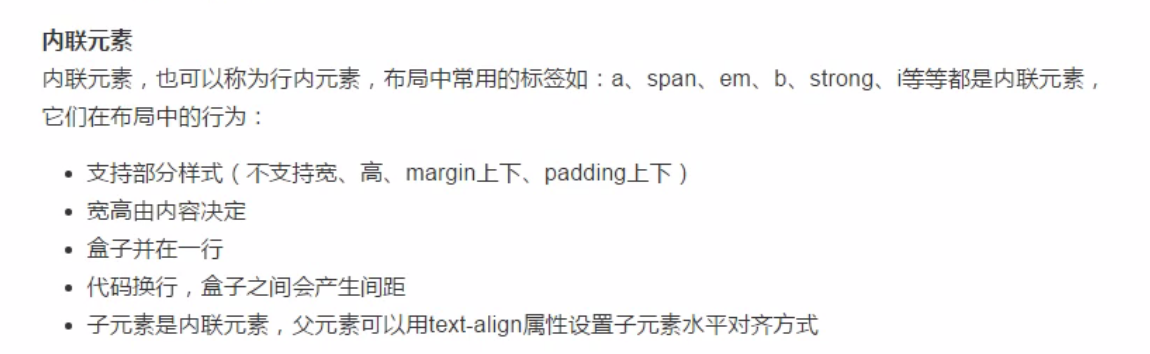 内联元素
内联元素，也可以称为行内元素，布局中常用的标签如：a、span、em、b、strong、i等等都是内联元素，
它们在布局中的行为：
• 支持部分样式（不支持宽、高、margin上下、padding上下）
• 宽高由内容决定
• 盒子并在一行
• 代码换行，盒子之间会产生间距
• 子元素是内联元素，父元素可以用text-align属性设置子元素水平对齐方式